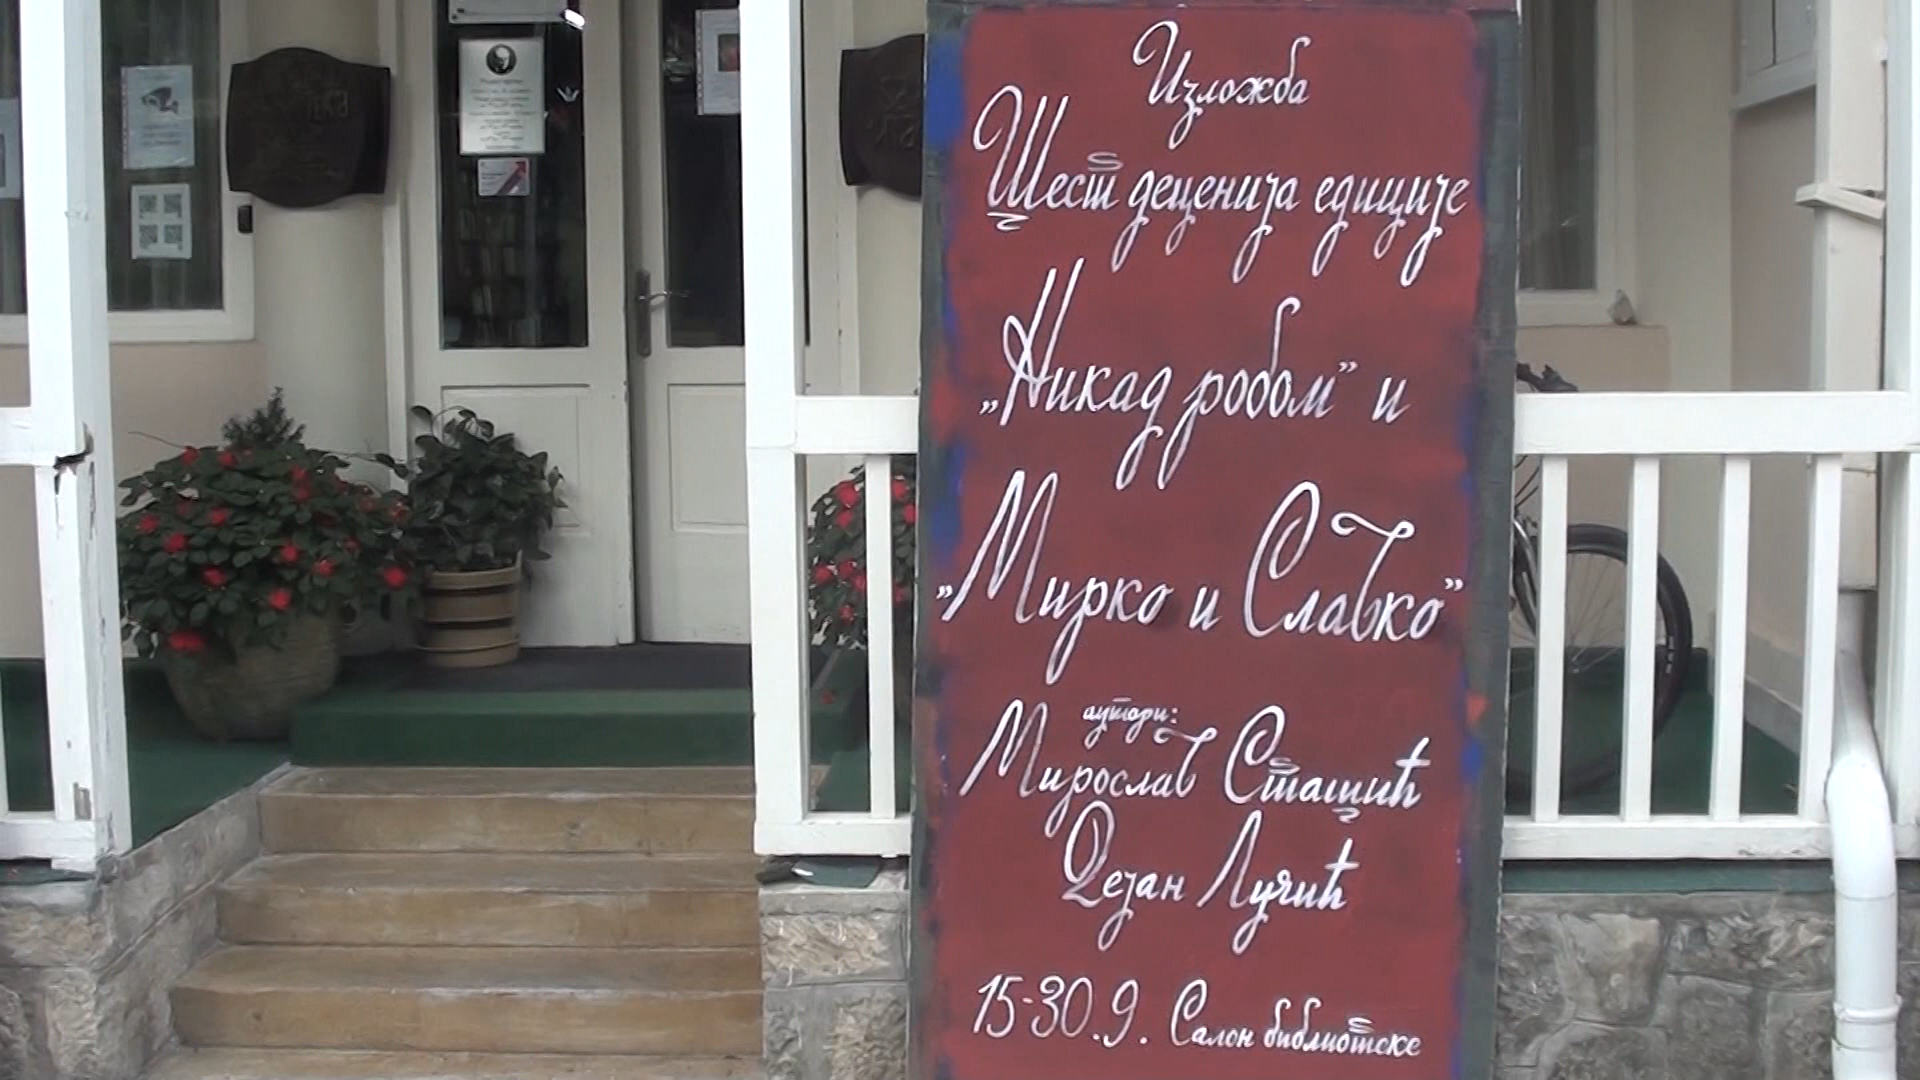 Изложба
Шест деценија едиције
„Никад робом” и
„Мирко и Славко”
аутори:
Мирослав Сташић
Дејан Лучић
15-30.9. Салон библиотеке